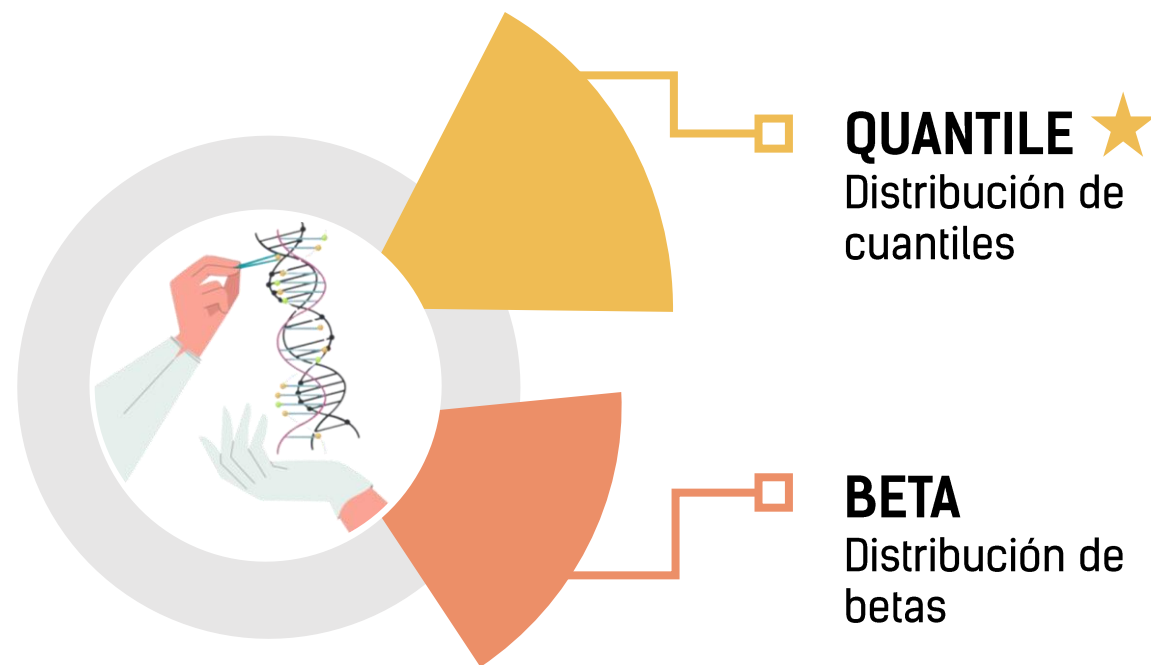 QUANTILE
Distribución de
cuantiles
BETA
Distribución de
betas